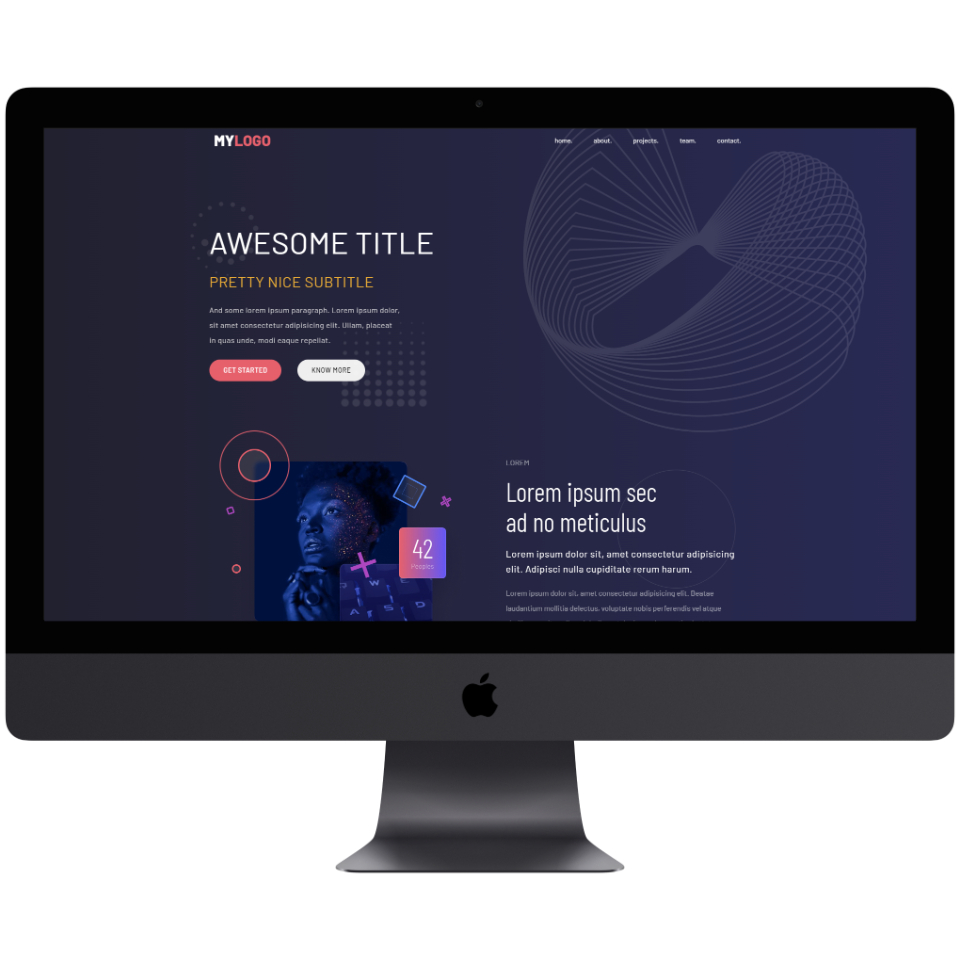 MYLOGO
home. about. projects. team. contact.
AWESOME TITLE
PRETTY NICE SUBTITLE
And some lorem ipsum paragraph. Lorem ipsum dolor,
sit amet consectetur adipisicing elit. Ullam, placeat
in quas unde, modi eaque repellat.
GET STARTED KNOW MORE
LOREM
Lorem ipsum sec
ad no meticulus
Lorem ipsum dolor sit, amet consectetur adipisicing
elit. Adipisci nulla cupiditate rerum harum.
Lorem ipsum dolor sit, amet consectetur adipisicing elit. Beatae
laudantium mollitia delectus, voluptate nobis perferendis vel atque
42
Peoples
W E
A S D